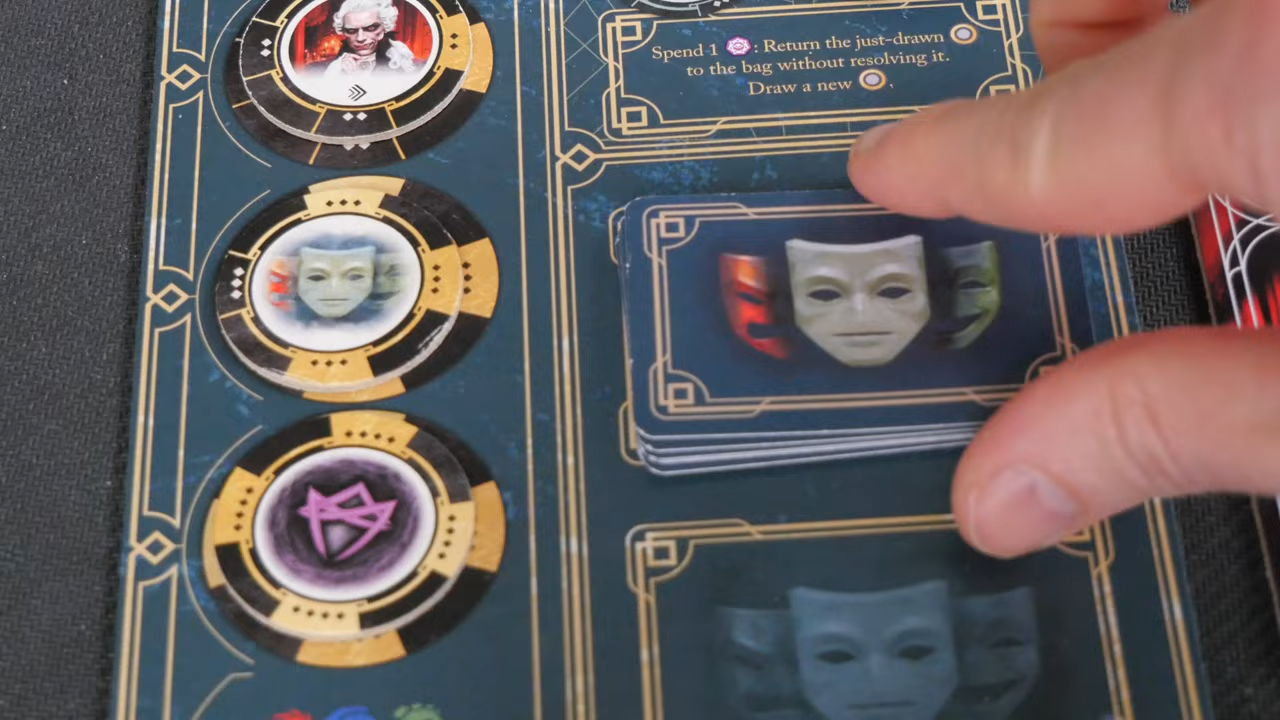 Spend 1 : Return the just-drawn
to the bag without resolving it.
Draw a new .